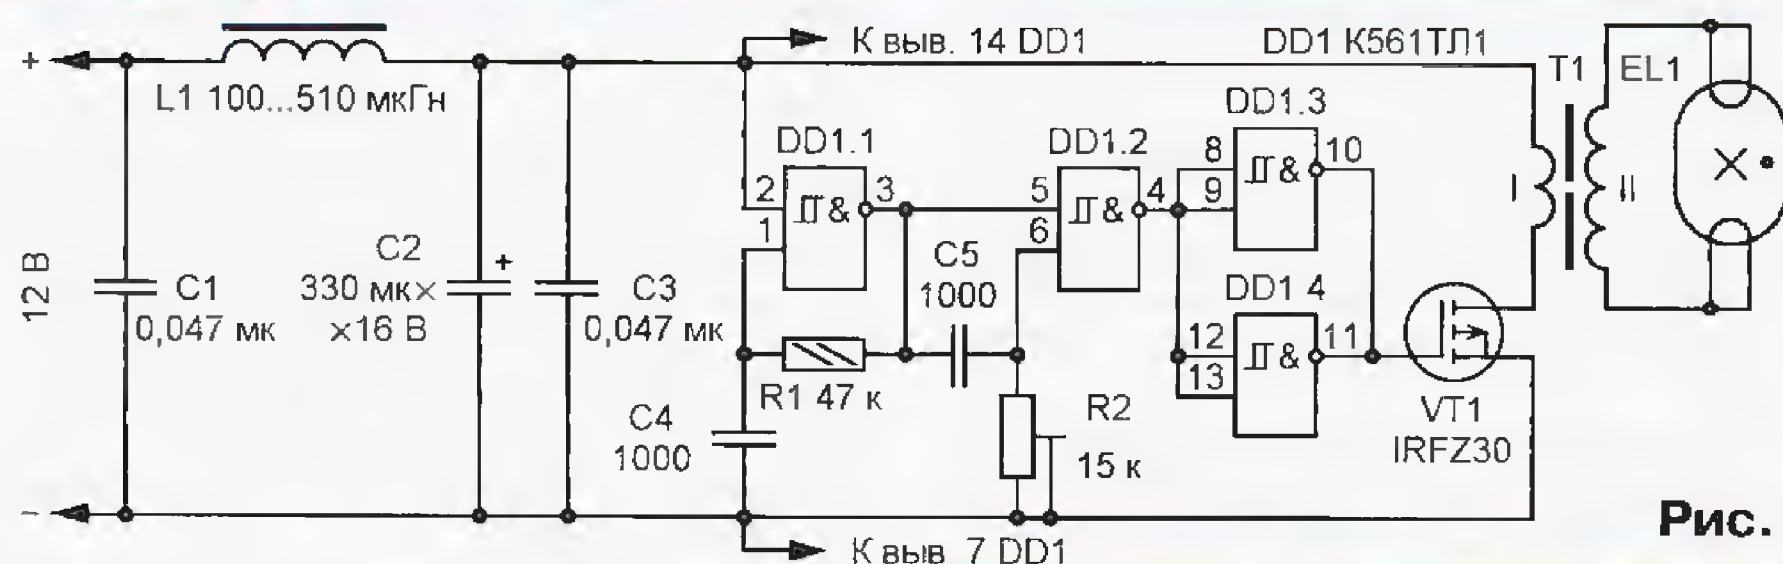 К выв. 14 DD1
DD1 К561ТЛ1
+
L1 100...510 мкГн
T1
EL1
DD1.3
DD1.1
DD1.2
8
9
10
2
1
3
5
6
4
&
&
&
I
II
12 В
C1
0,047 мк
C2
330 мк×
×16 В
+
C3
0,047 мк
C5
1000
DD1 4
12
13
11
&
R1 47 к
C4
1000
R2
15 к
VT1
IRFZ30
–
К выв 7 DD1
Рис.